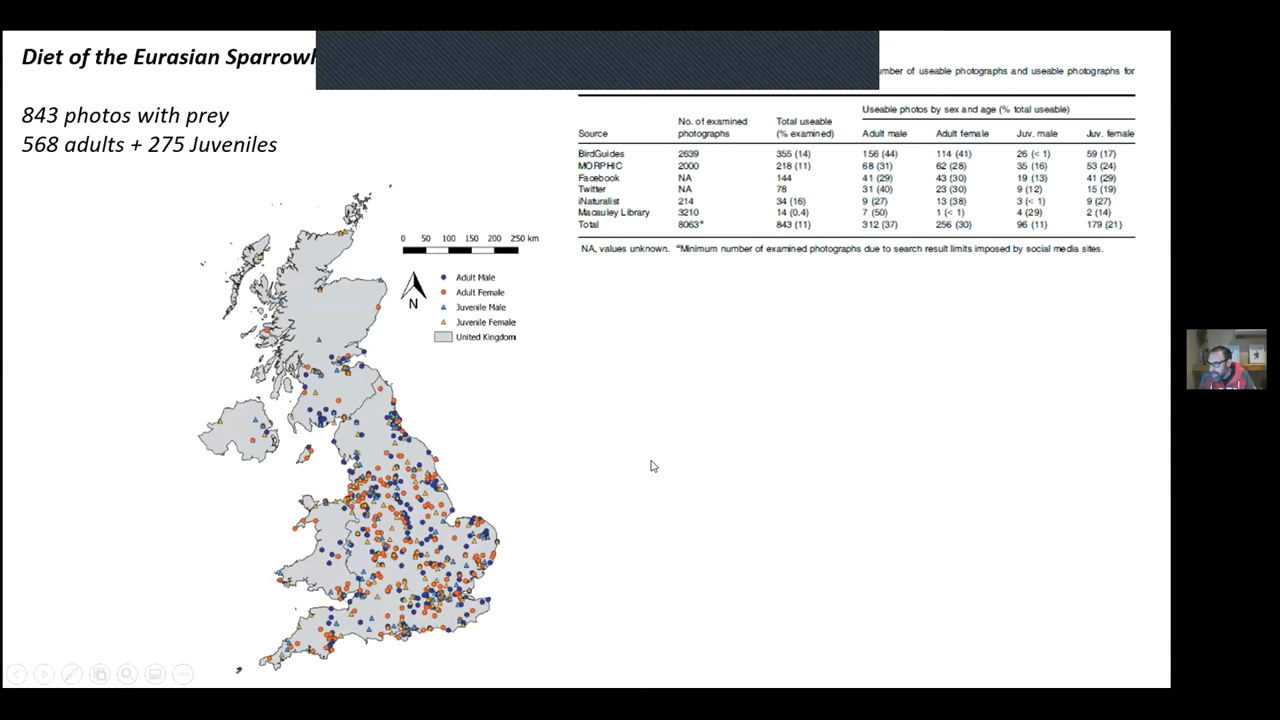 Diet of the Eurasian
843 photos with prey
568 adults + 275 Juveniles
of useable photographs and useable photographs for
Useable photos by sex and age (% total useable)
Source No. of examined photographs Total useable (% examined) Adult male Adult female Juv. male Juv. female
BirdGuides 2639 355 (14) 156 (44) 114 (41) 26 (< 1) 59 (17)
MORPHIC 2000 218 (11) 68 (31) 62 (28) 35 (16) 53 (24)
Facebook NA 144 41 (29) 43 (30) 19 (13) 41 (29)
Twitter NA 78 31 (40) 23 (30) 9 (12) 15 (19)
iNaturalist 214 34 (16) 9 (27) 13 (38) 3 (< 1) 9 (27)
Macauley Library 3210 14 (0.4) 7 (50) 1 (< 1) 4 (29) 2 (14)
Total 8063ᵃ 843 (11) 312 (37) 256 (30) 96 (11) 179 (21)
NA, values unknown. ᵃMinimum number of examined photographs due to search result limits imposed by social media sites.
0 50 100 150 200 250 km
N
Adult Male
Adult Female
Juvenile Male
Juvenile Female
United Kingdom